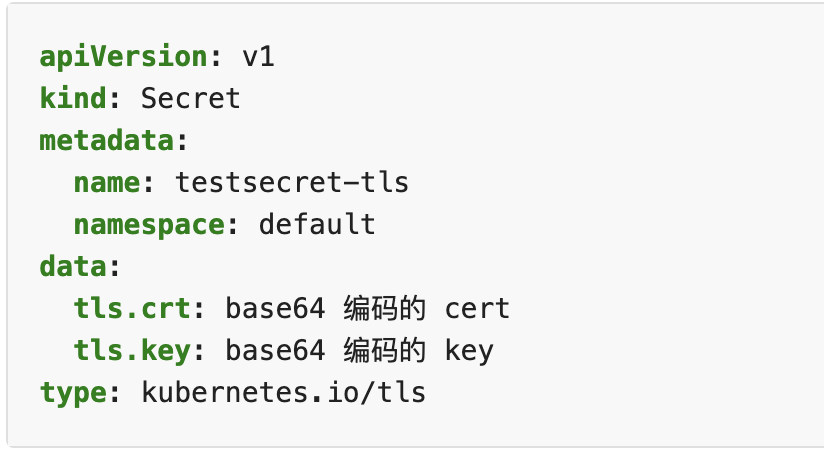 apiVersion: v1
kind: Secret
metadata:
  name: testsecret-tls
  namespace: default
data:
  tls.crt: base64 编码的 cert
  tls.key: base64 编码的 key
type: kubernetes.io/tls